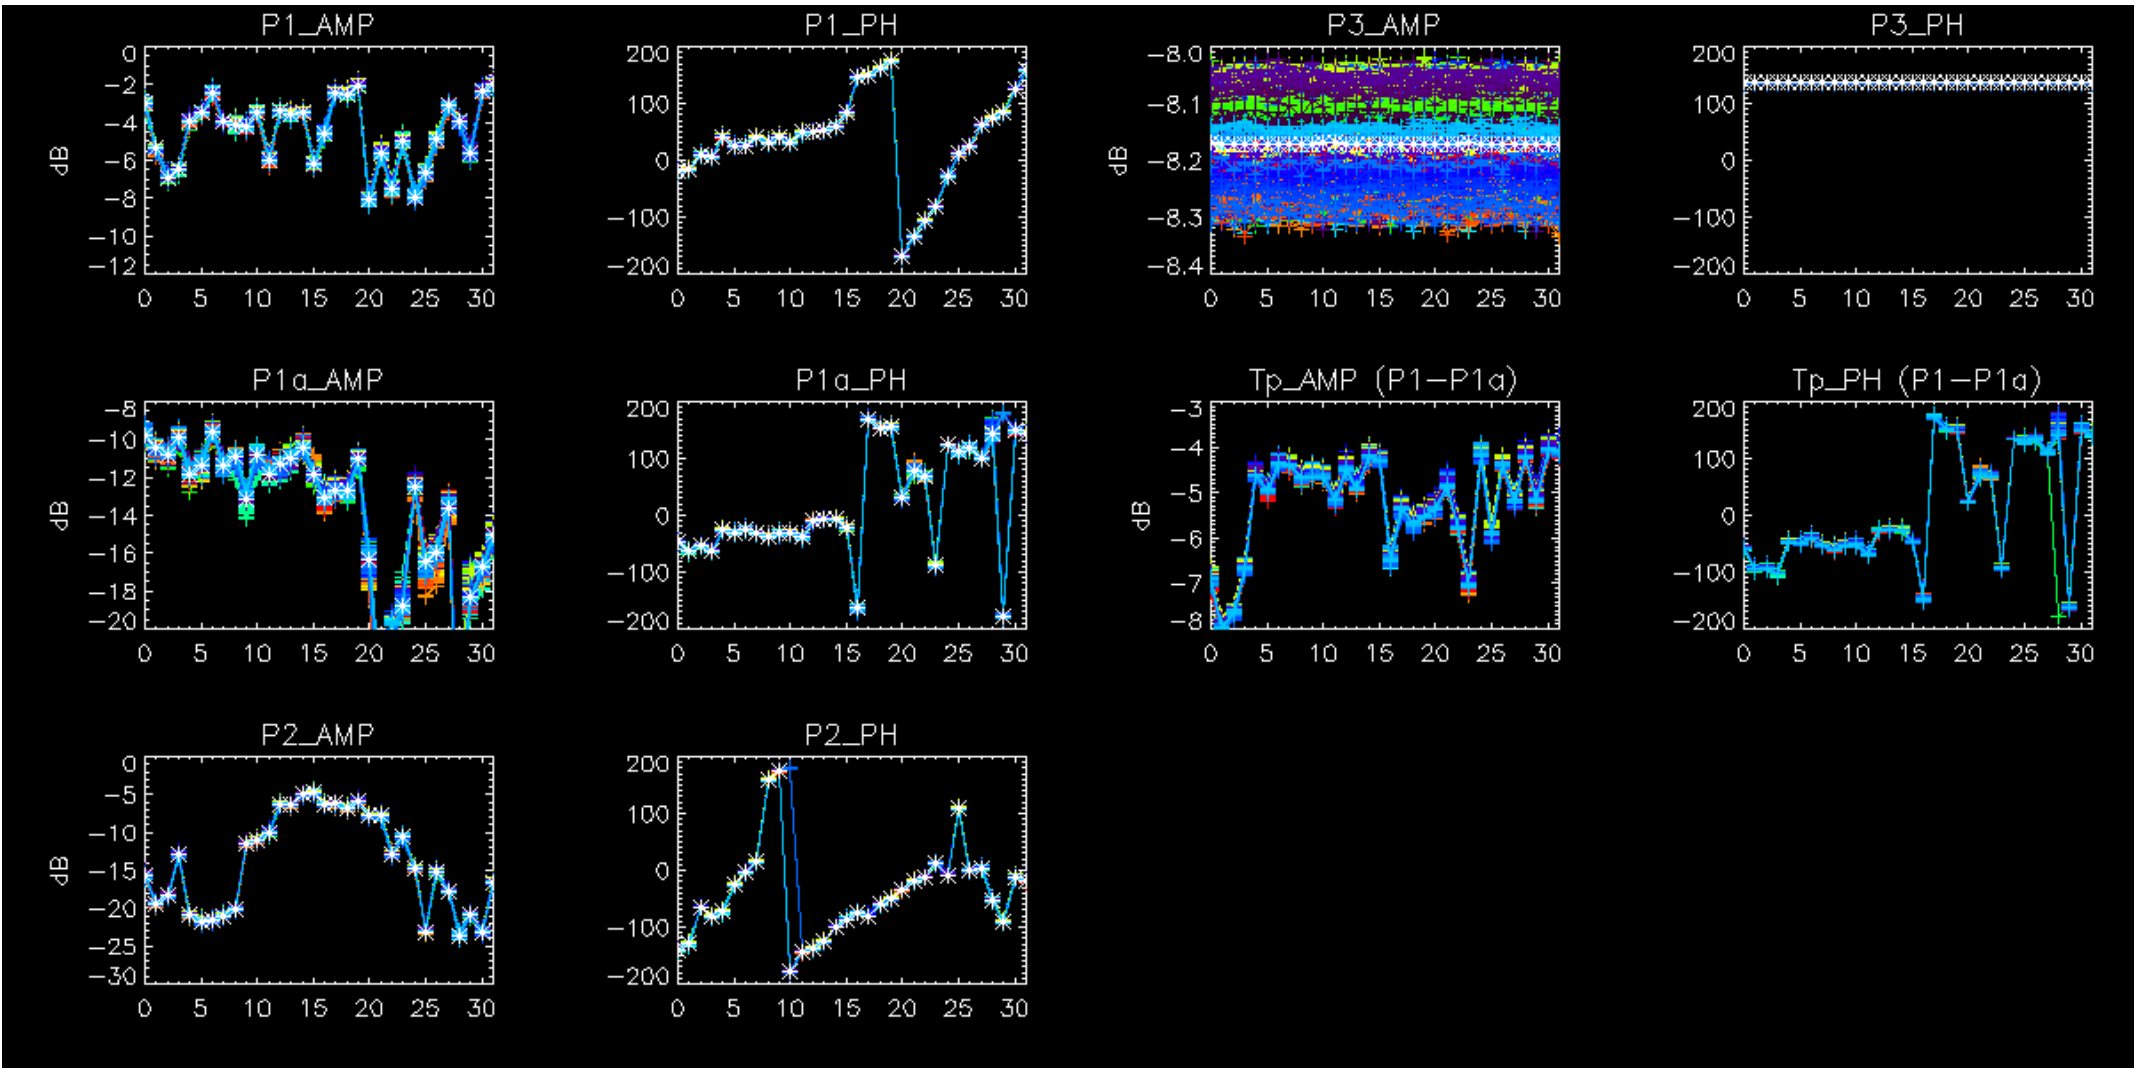 P1_AMP
0
−2
−4
−6
−8
−10
−12
dB
0 5 10 15 20 25 30
P1_PH
200
100
0
−100
−200
0 5 10 15 20 25 30
P3_AMP
−8.0
−8.1
−8.2
−8.3
−8.4
dB
0 5 10 15 20 25 30
P3_PH
200
100
0
−100
−200
0 5 10 15 20 25 30
P1a_AMP
−8
−10
−12
−14
−16
−18
−20
dB
0 5 10 15 20 25 30
P1a_PH
200
100
0
−100
−200
0 5 10 15 20 25 30
Tp_AMP (P1−P1a)
−3
−4
−5
−6
−7
−8
dB
0 5 10 15 20 25 30
Tp_PH (P1−P1a)
200
100
0
−100
−200
0 5 10 15 20 25 30
P2_AMP
0
−5
−10
−15
−20
−25
−30
dB
0 5 10 15 20 25 30
P2_PH
200
100
0
−100
−200
0 5 10 15 20 25 30